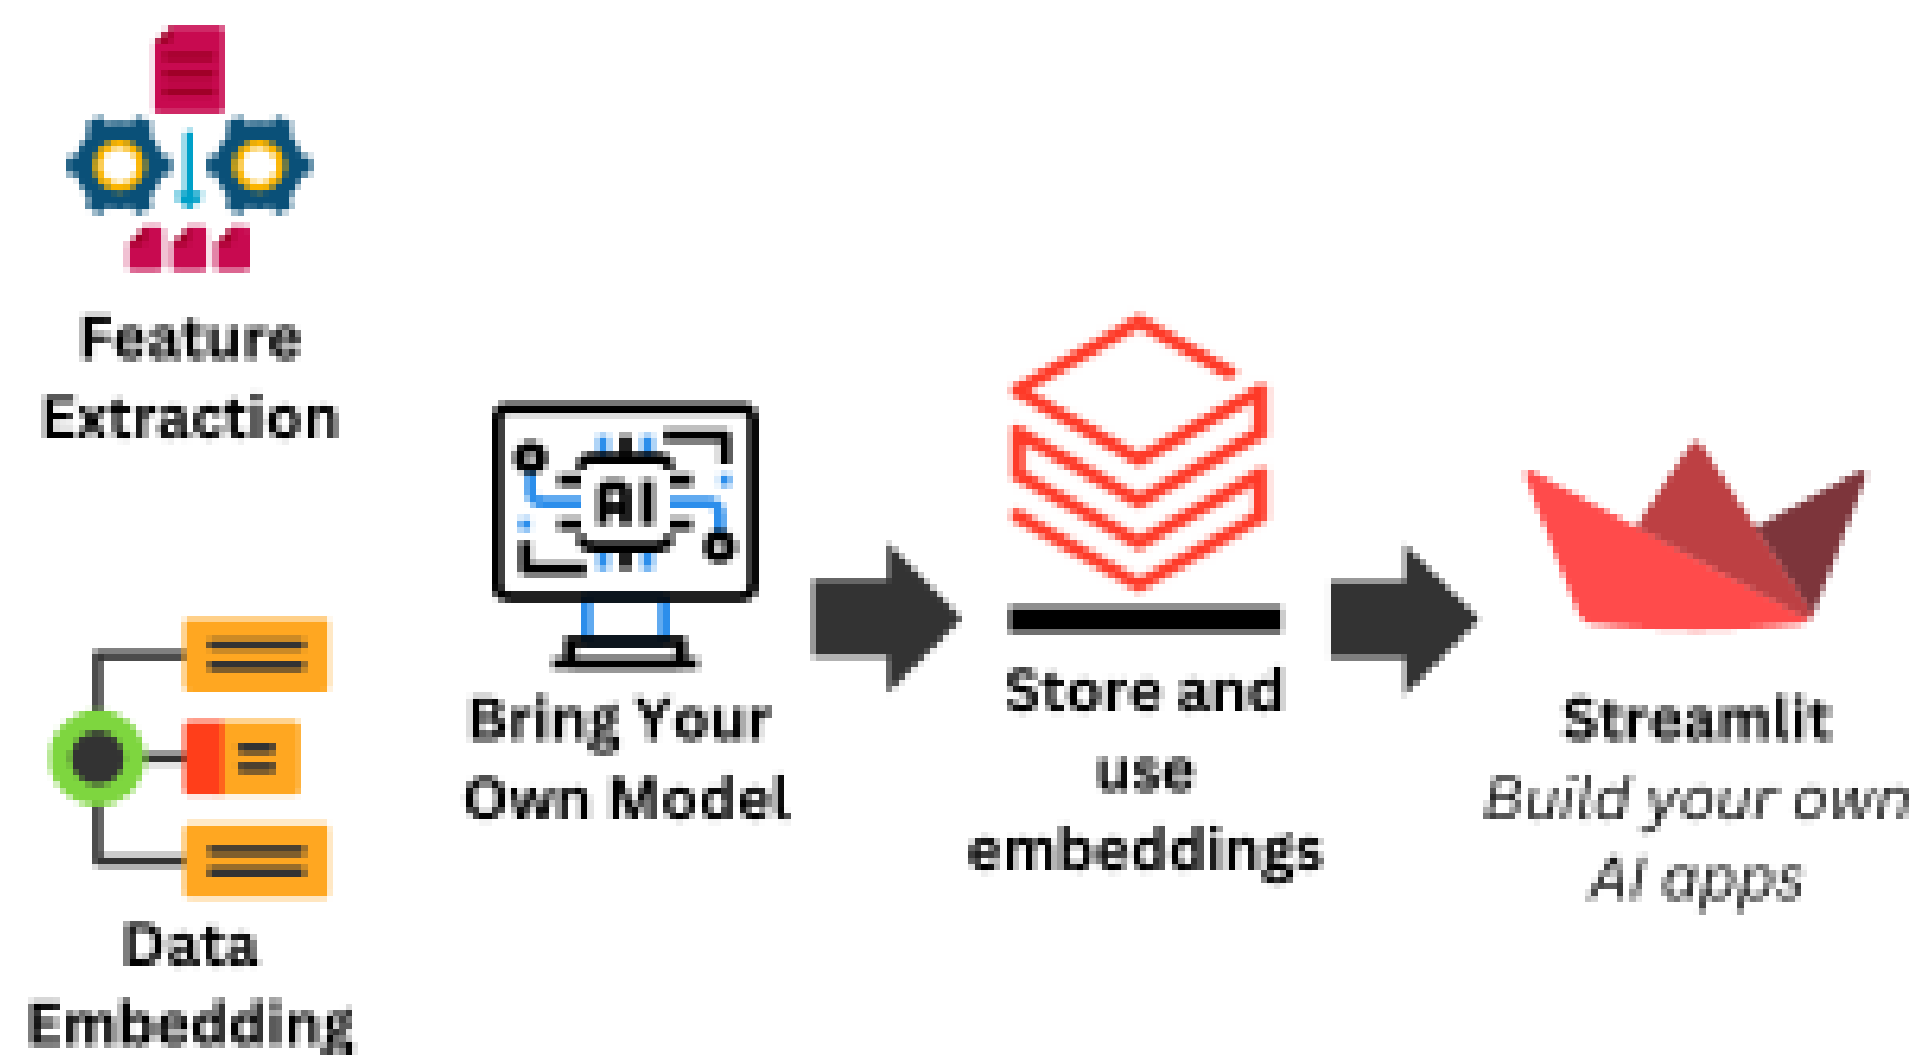 Feature
Extraction
Data
Embedding
AI
Bring Your
Own Model
Store and
use
embeddings
Streamlit
Build your own
AI apps